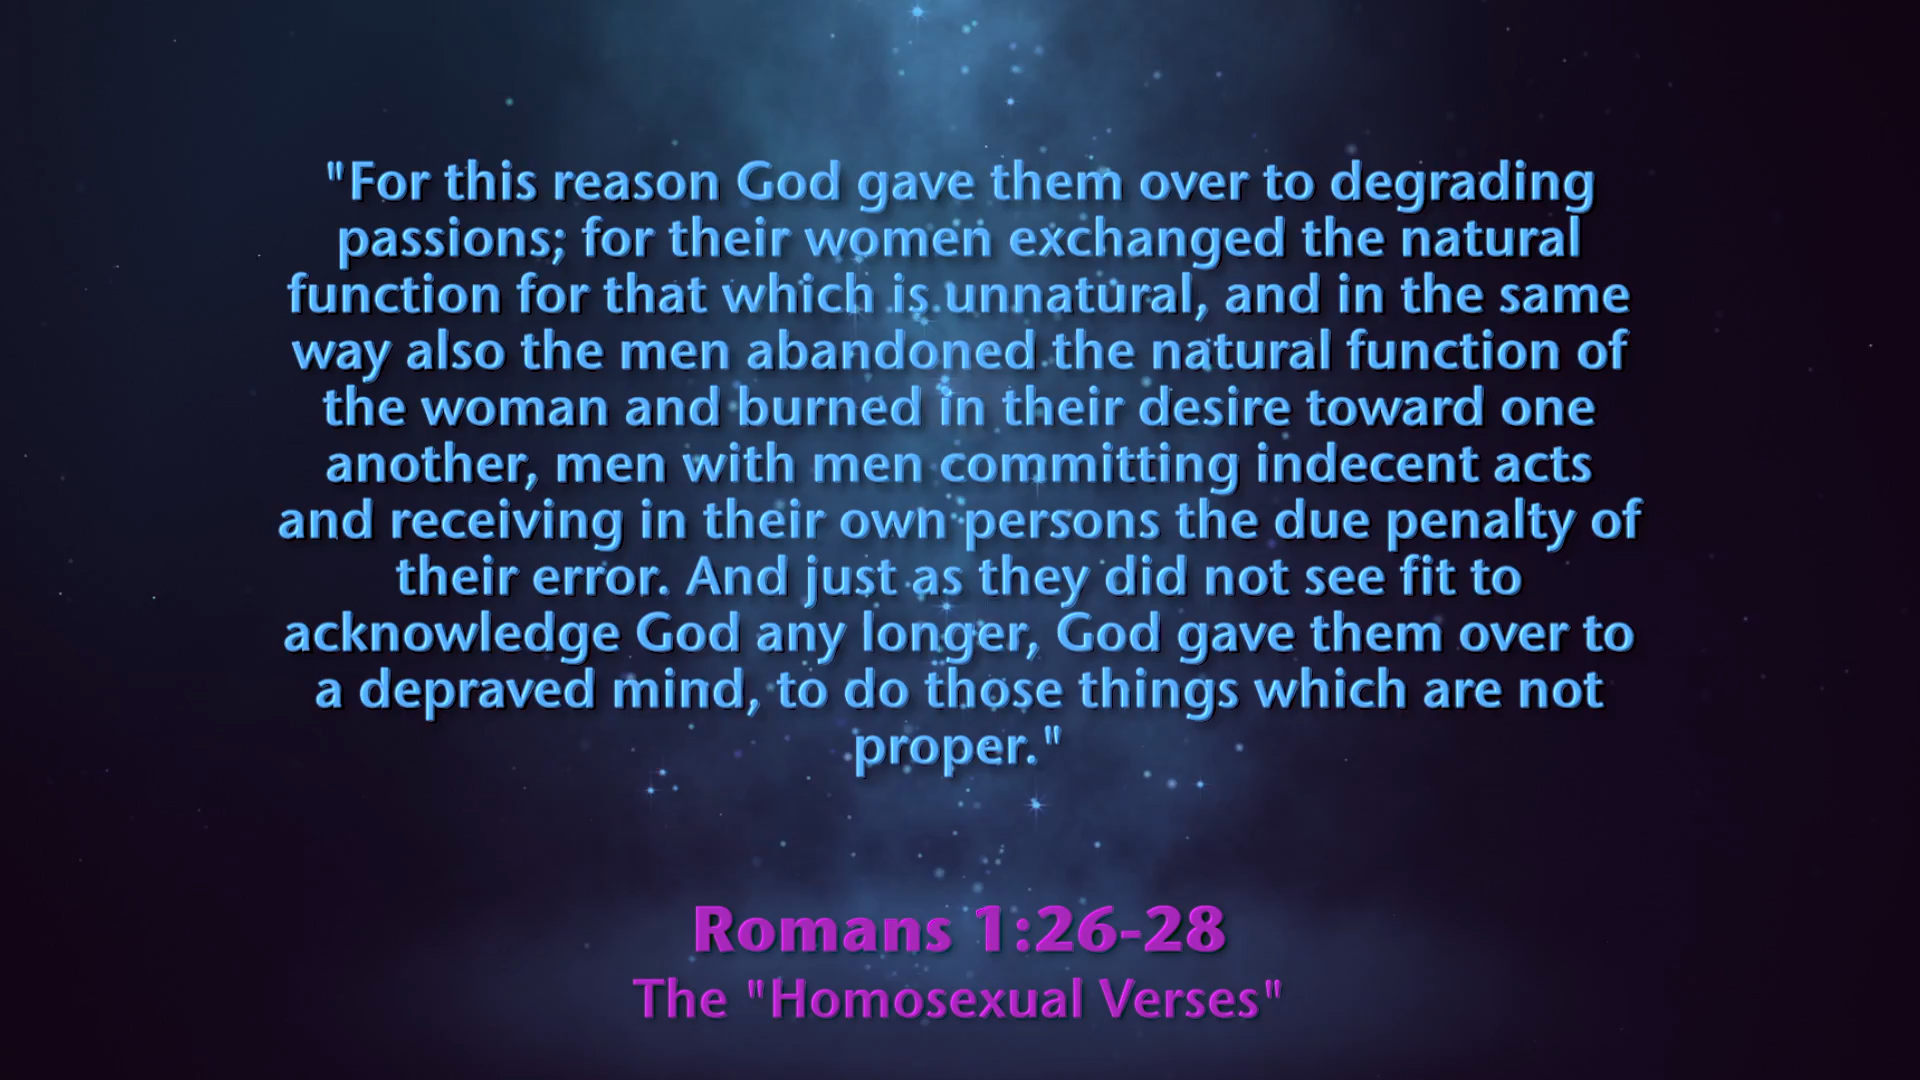 "For this reason God gave them over to degrading
passions; for their women exchanged the natural
function for that which is unnatural, and in the same
way also the men abandoned the natural function of
the woman and burned in their desire toward one
another, men with men committing indecent acts
and receiving in their own persons the due penalty of
their error. And just as they did not see fit to
acknowledge God any longer, God gave them over to
a depraved mind, to do those things which are not
proper."
Romans 1:26-28
The "Homosexual Verses"